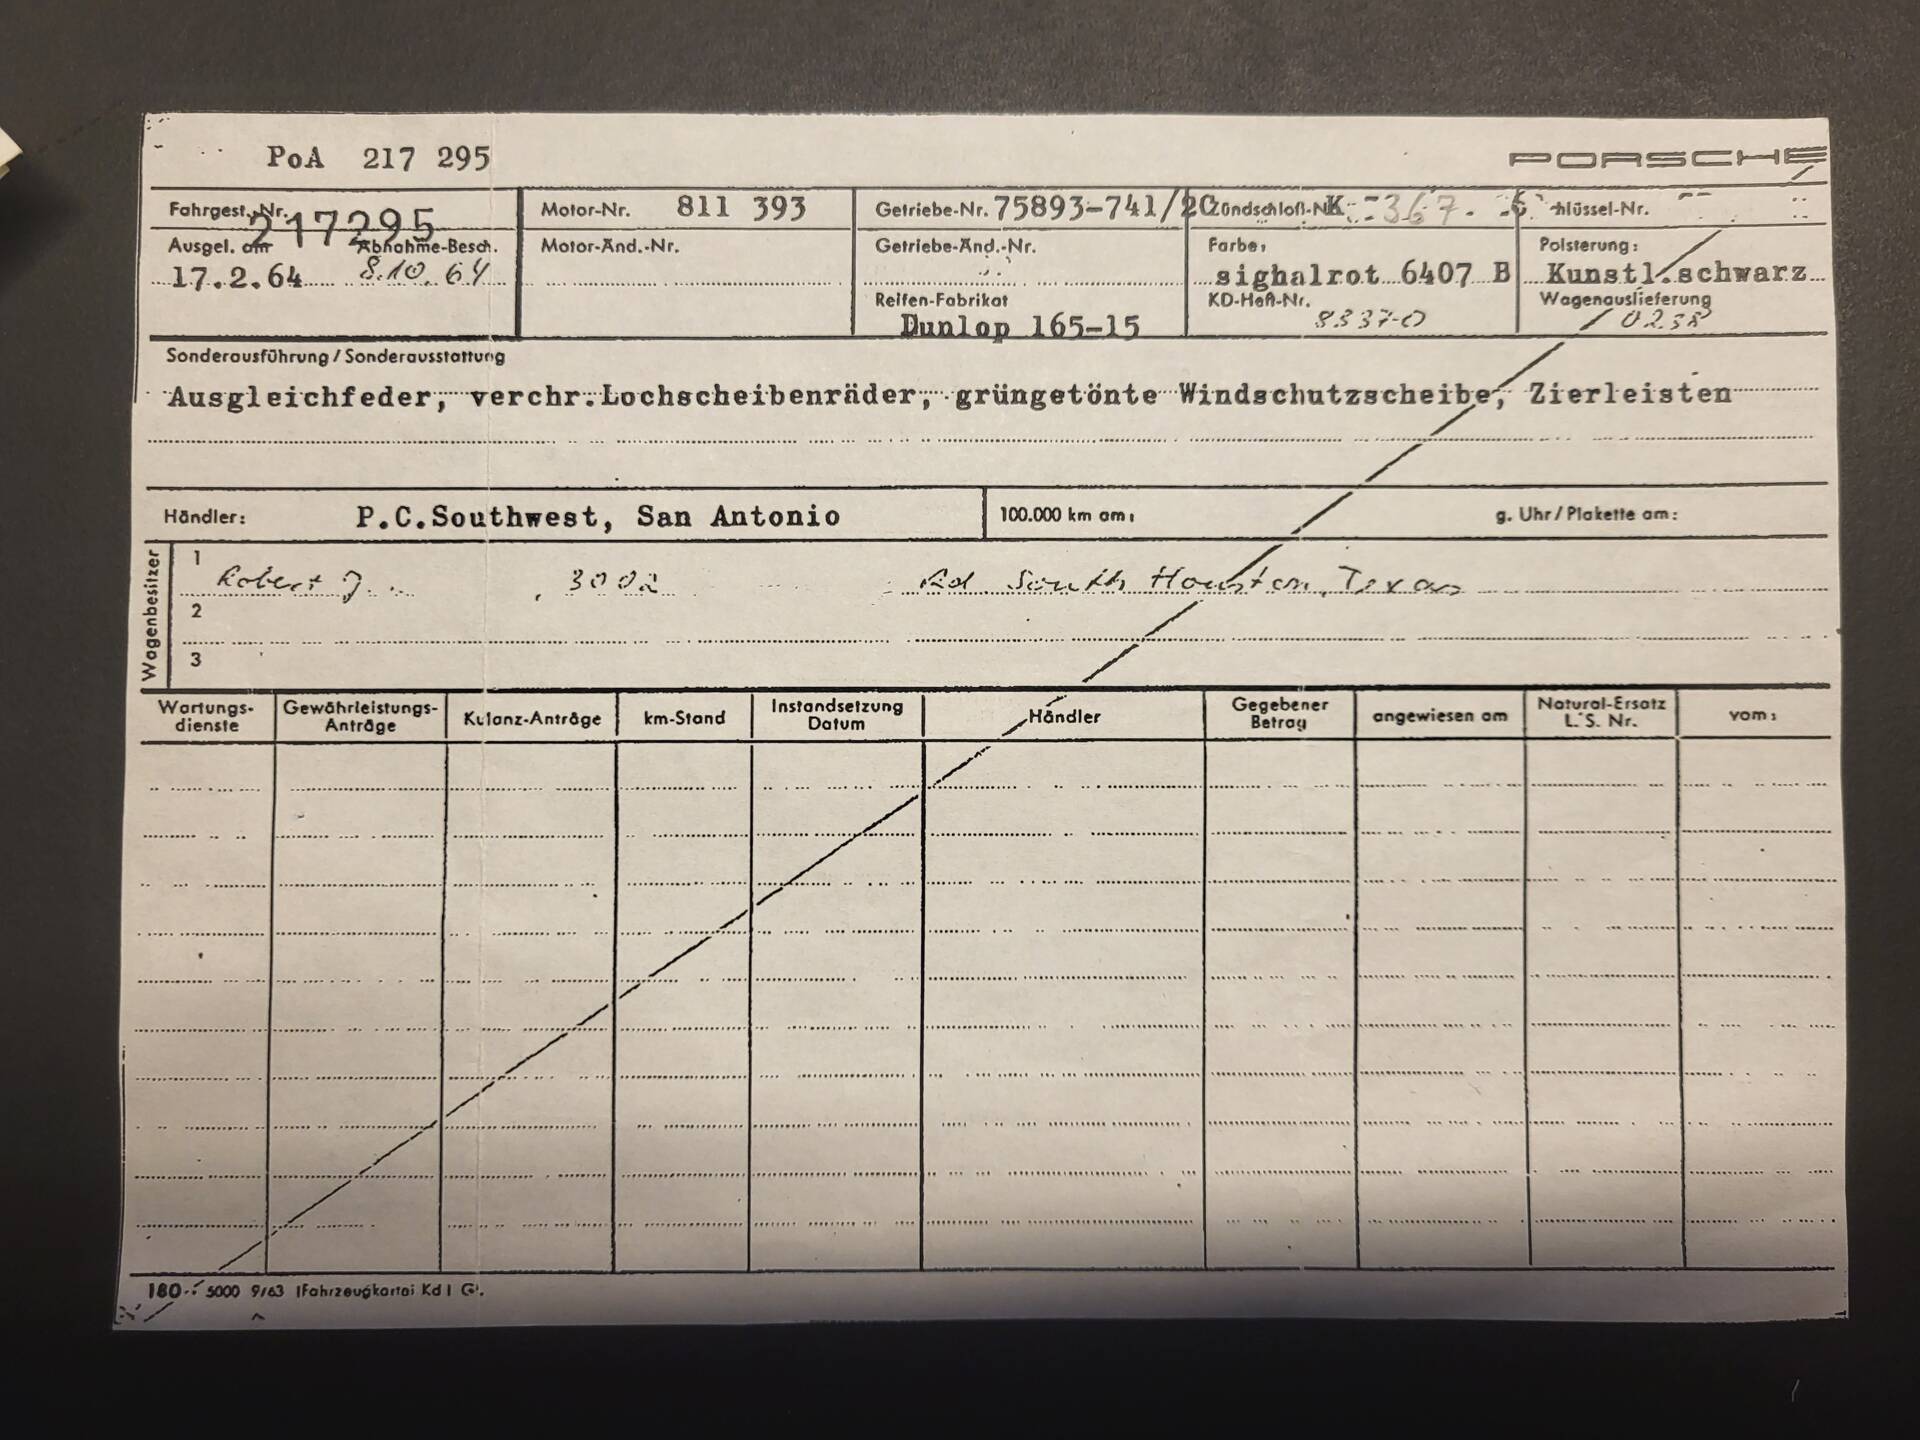 PoA 217 295
PORSCHE
Fahrgest.-Nr. 217295 Motor-Nr. 811 393 Getriebe-Nr. 75893-741/2C Zündschloß-Nr. K 367. Schlüssel-Nr.
Ausgel. am Abnahme-Besch. Motor-Änd.-Nr. Getriebe-Änd.-Nr. Farbe: Polsterung:
17.2.64 8.10.64 sighalrot 6407 B Kunstl.schwarz
Reifen-Fabrikat KD-Heft-Nr. Wagenauslieferung
Dunlop 165-15
Sonderausführung/Sonderausstattung
Ausgleichfeder, verchr.Lochscheibenräder, grüngetönte Windschutzscheibe, Zierleisten
Händler: P.C.Southwest, San Antonio 100.000 km am: g. Uhr/Plakette am:
Wagenbesitzer
1 Robert J. 3002 Rd South Houston, Texas
2
3
Wartungs- Gewährleistungs- Kulanz-Anträge km-Stand Instandsetzung Händler Gegebener angewiesen am Natural-Ersatz vom:
dienste Anträge Datum Betrag L.S. Nr.
180 5000 9/63 (Fahrzeugkartei Kd I